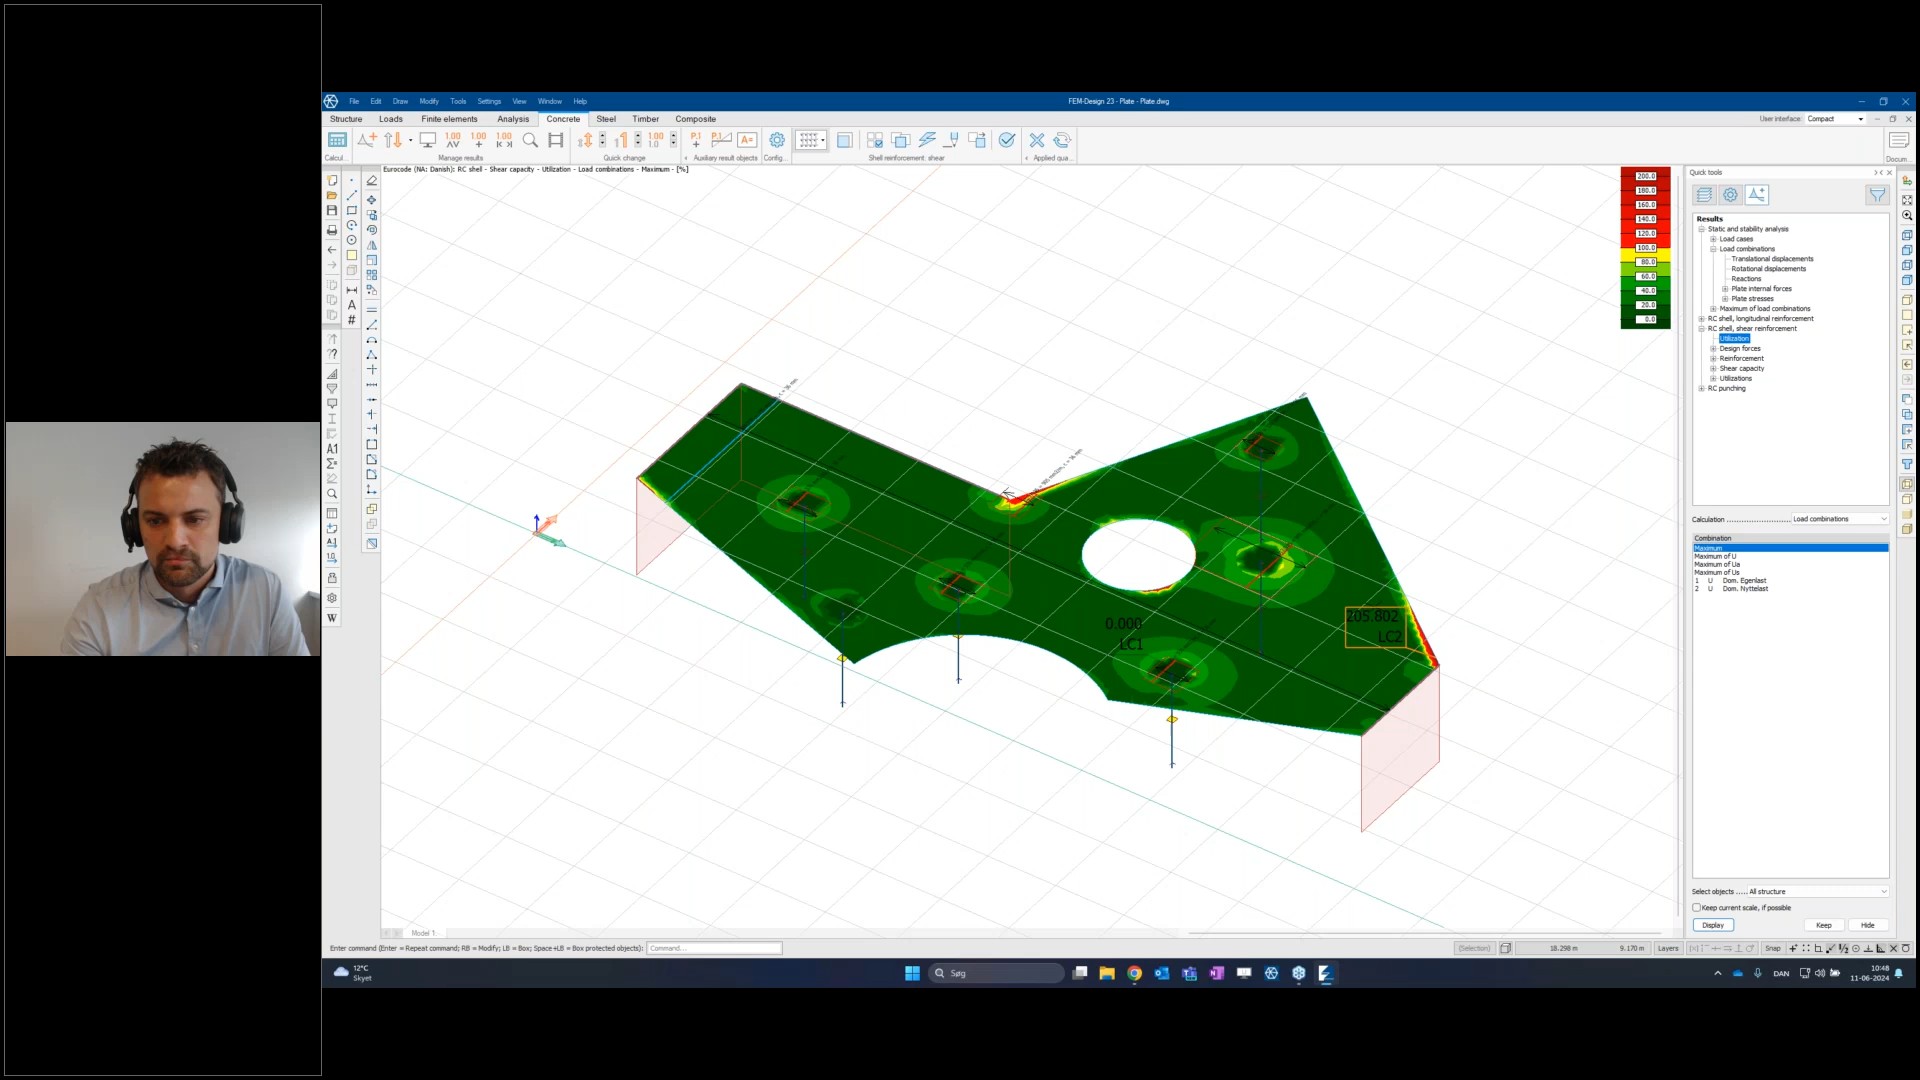 File Edit Draw Modify Tools Settings View Window Help
FEM-Design 23 - Plate - Plate.dwg
Structure Loads Finite elements Analysis Concrete Steel Timber Composite
User interface: Compact
Calcul... Manage results Quick change Auxiliary result objects Config... Shell reinforcement: shear Applied qua... Docum...
Eurocode (NA: Danish): RC shell - Shear capacity - Utilization - Load combinations - Maximum - [%]
200.0
180.0
160.0
140.0
120.0
100.0
80.0
60.0
40.0
20.0
0.0
0.000
LC1
205.802
LC2
Quick tools
Results
Static and stability analysis
Load cases
Load combinations
Translational displacements
Rotational displacements
Reactions
Plate internal forces
Plate stresses
Maximum of load combinations
RC shell, longitudinal reinforcement
RC shell, shear reinforcement
Utilization
Design forces
Reinforcement
Shear capacity
Utilizations
RC punching
Calculation Load combinations
Combination
Maximum
Maximum of U
Maximum of Ua
Maximum of Us
1 U Dom. Egenlast
2 U Dom. Nyttelast
Select objects ..... All structure
Keep current scale, if possible
Display Keep Hide
Model 1
Enter command (Enter = Repeat command; RB = Modify; LB = Box; Space+LB = Box protected objects): Command...
(Selection) 18.298 m 9.170 m Layers Snap
12°C
Skyet
Søg
DAN
10:48
11-06-2024